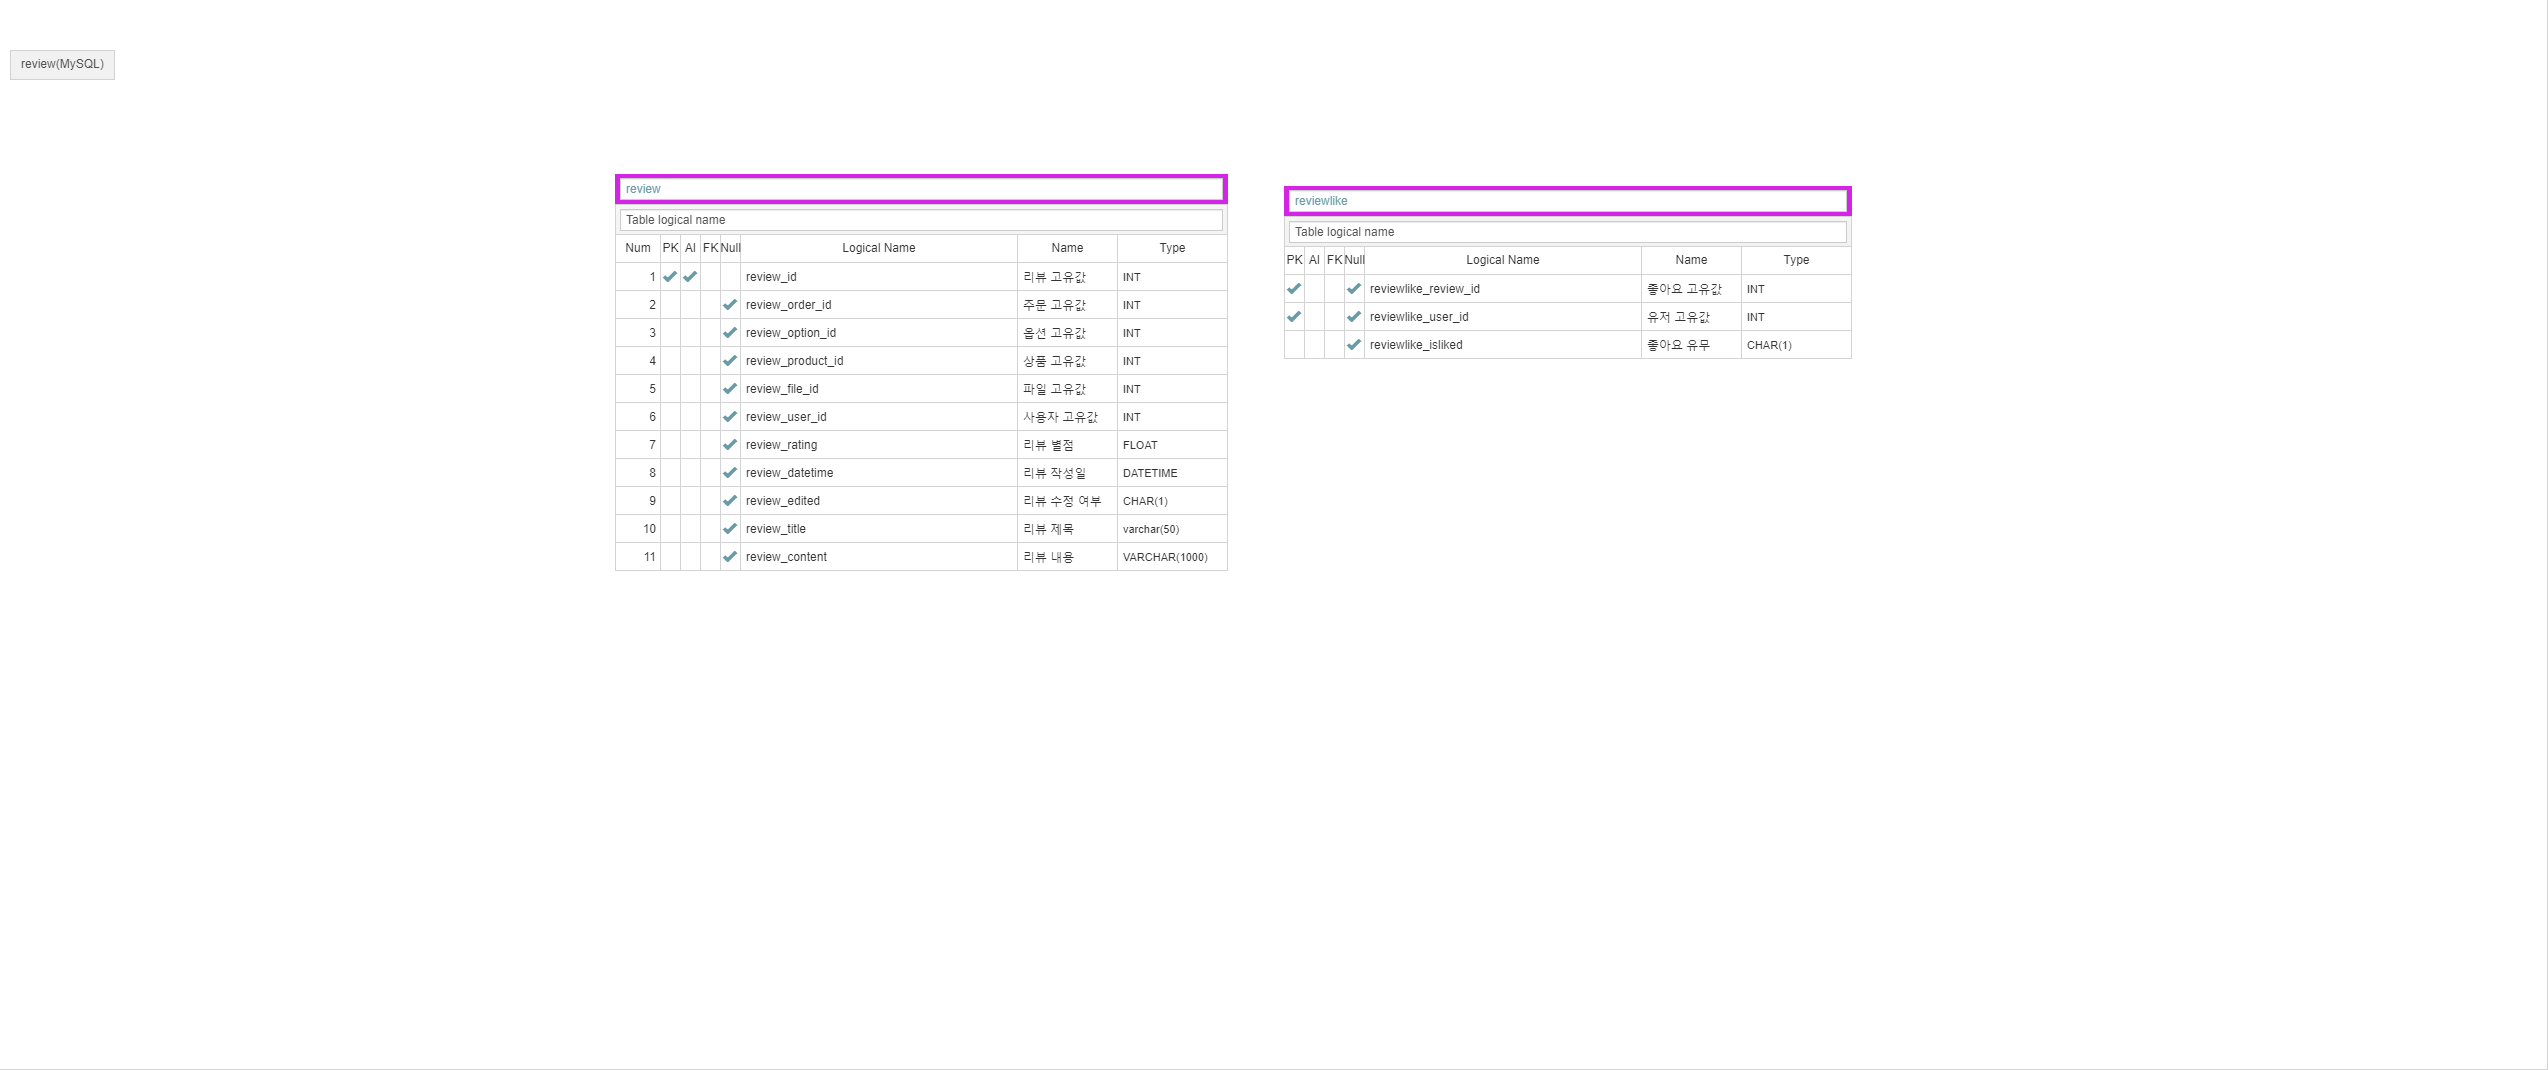 review(MySQL)
review
Table logical name
Num PK AI FK Null Logical Name Name Type
1 review_id 리뷰 고유값 INT
2 review_order_id 주문 고유값 INT
3 review_option_id 옵션 고유값 INT
4 review_product_id 상품 고유값 INT
5 review_file_id 파일 고유값 INT
6 review_user_id 사용자 고유값 INT
7 review_rating 리뷰 별점 FLOAT
8 review_datetime 리뷰 작성일 DATETIME
9 review_edited 리뷰 수정 여부 CHAR(1)
10 review_title 리뷰 제목 varchar(50)
11 review_content 리뷰 내용 VARCHAR(1000)
reviewlike
Table logical name
PK AI FK Null Logical Name Name Type
reviewlike_review_id 좋아요 고유값 INT
reviewlike_user_id 유저 고유값 INT
reviewlike_isliked 좋아요 유무 CHAR(1)